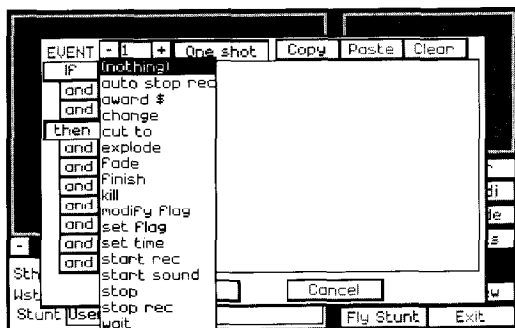 EVENT - 1 + One shot Copy Paste Clear
if (nothing)
and auto stop rec
and award $
change
then cut to
and explode
and fade
and finish
and kill
and modify flag
and set flag
and set time
and start rec
start sound
stop Cancel
stop rec
Stunt User Fly Stunt Exit
wait